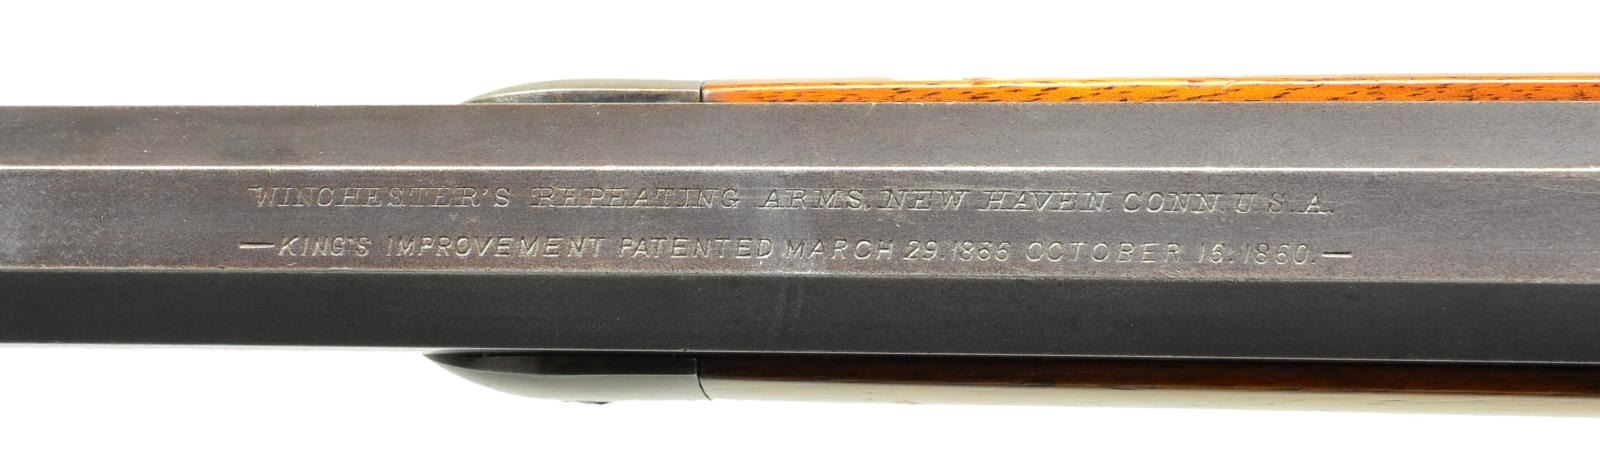 WINCHESTER'S REPEATING ARMS. NEW HAVEN. CONN. U.S.A.
—KING'S IMPROVEMENT PATENTED MARCH 29. 1866 OCTOBER 16. 1860.—